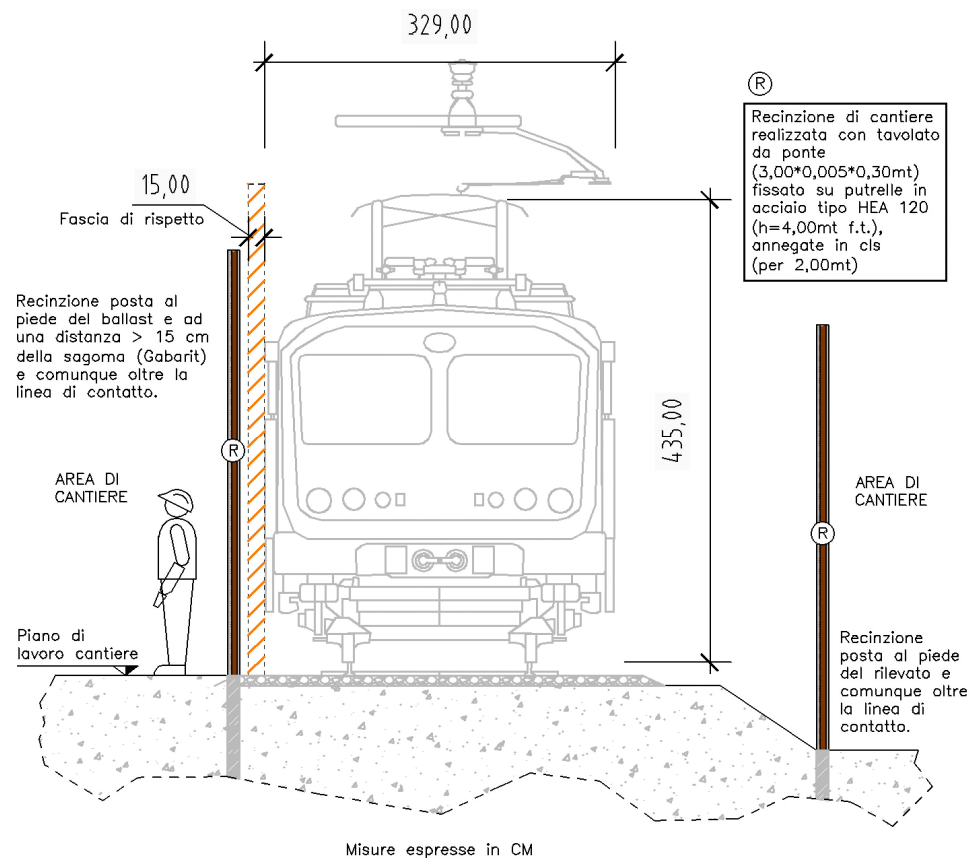 329,00
R
Recinzione di cantiere
realizzata con tavolato
da ponte
(3,00*0,005*0,30mt)
fissato su putrelle in
acciaio tipo HEA 120
(h=4,00mt f.t.),
annegate in cls
(per 2,00mt)
15,00
Fascia di rispetto
Recinzione posta al
piede del ballast e ad
una distanza > 15 cm
della sagoma (Gabarit)
e comunque oltre la
linea di contatto.
435,00
R
AREA DI
CANTIERE
AREA DI
CANTIERE
R
Piano di
lavoro cantiere
Recinzione
posta al piede
del rilevato e
comunque oltre
la linea di
contatto.
Misure espresse in CM